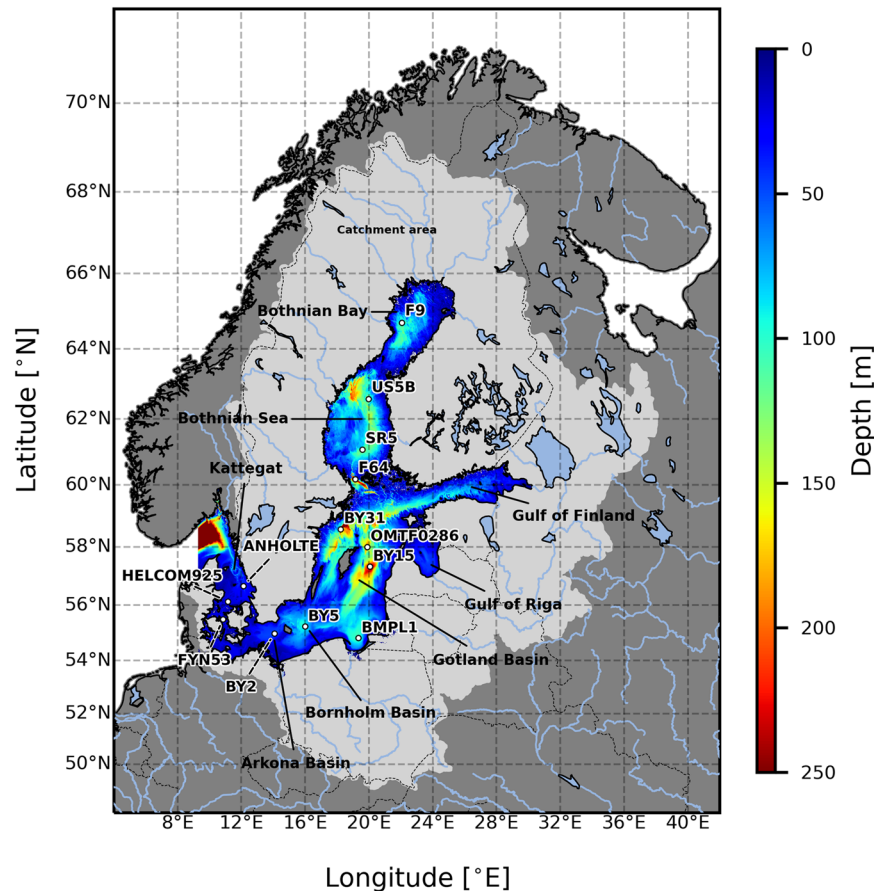 70°N
68°N
Catchment area
66°N
Bothnian Bay
F9
64°N
US5B
62°N
Bothnian Sea
SR5
Kattegat
F64
60°N
Gulf of Finland
BY31
OMTF0286
58°N
ANHOLTE
BY15
HELCOM925
Gulf of Riga
56°N
BY5
BMPL1
FYN53
Gotland Basin
54°N
BY2
Bornholm Basin
52°N
Arkona Basin
50°N
8°E 12°E 16°E 20°E 24°E 28°E 32°E 36°E 40°E
Longitude [°E]
Latitude [°N]
0
50
100
150
200
250
Depth [m]